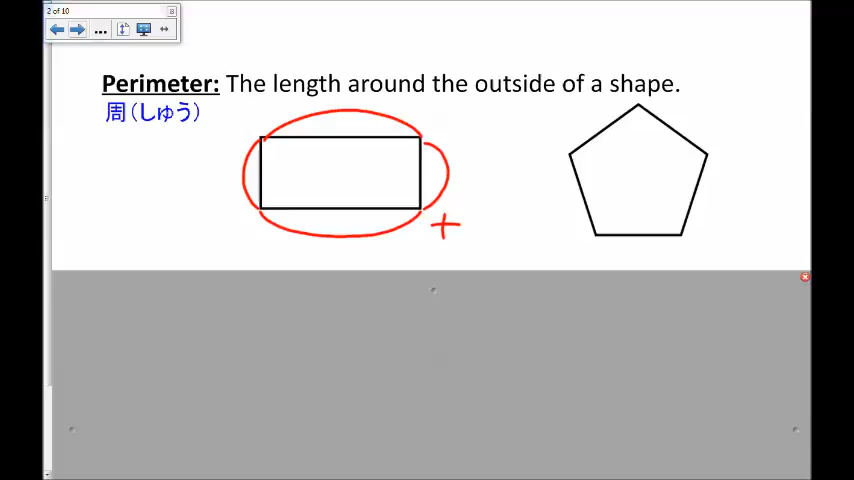 2 of 10
Perimeter: The length around the outside of a shape.
周（しゅう）
+